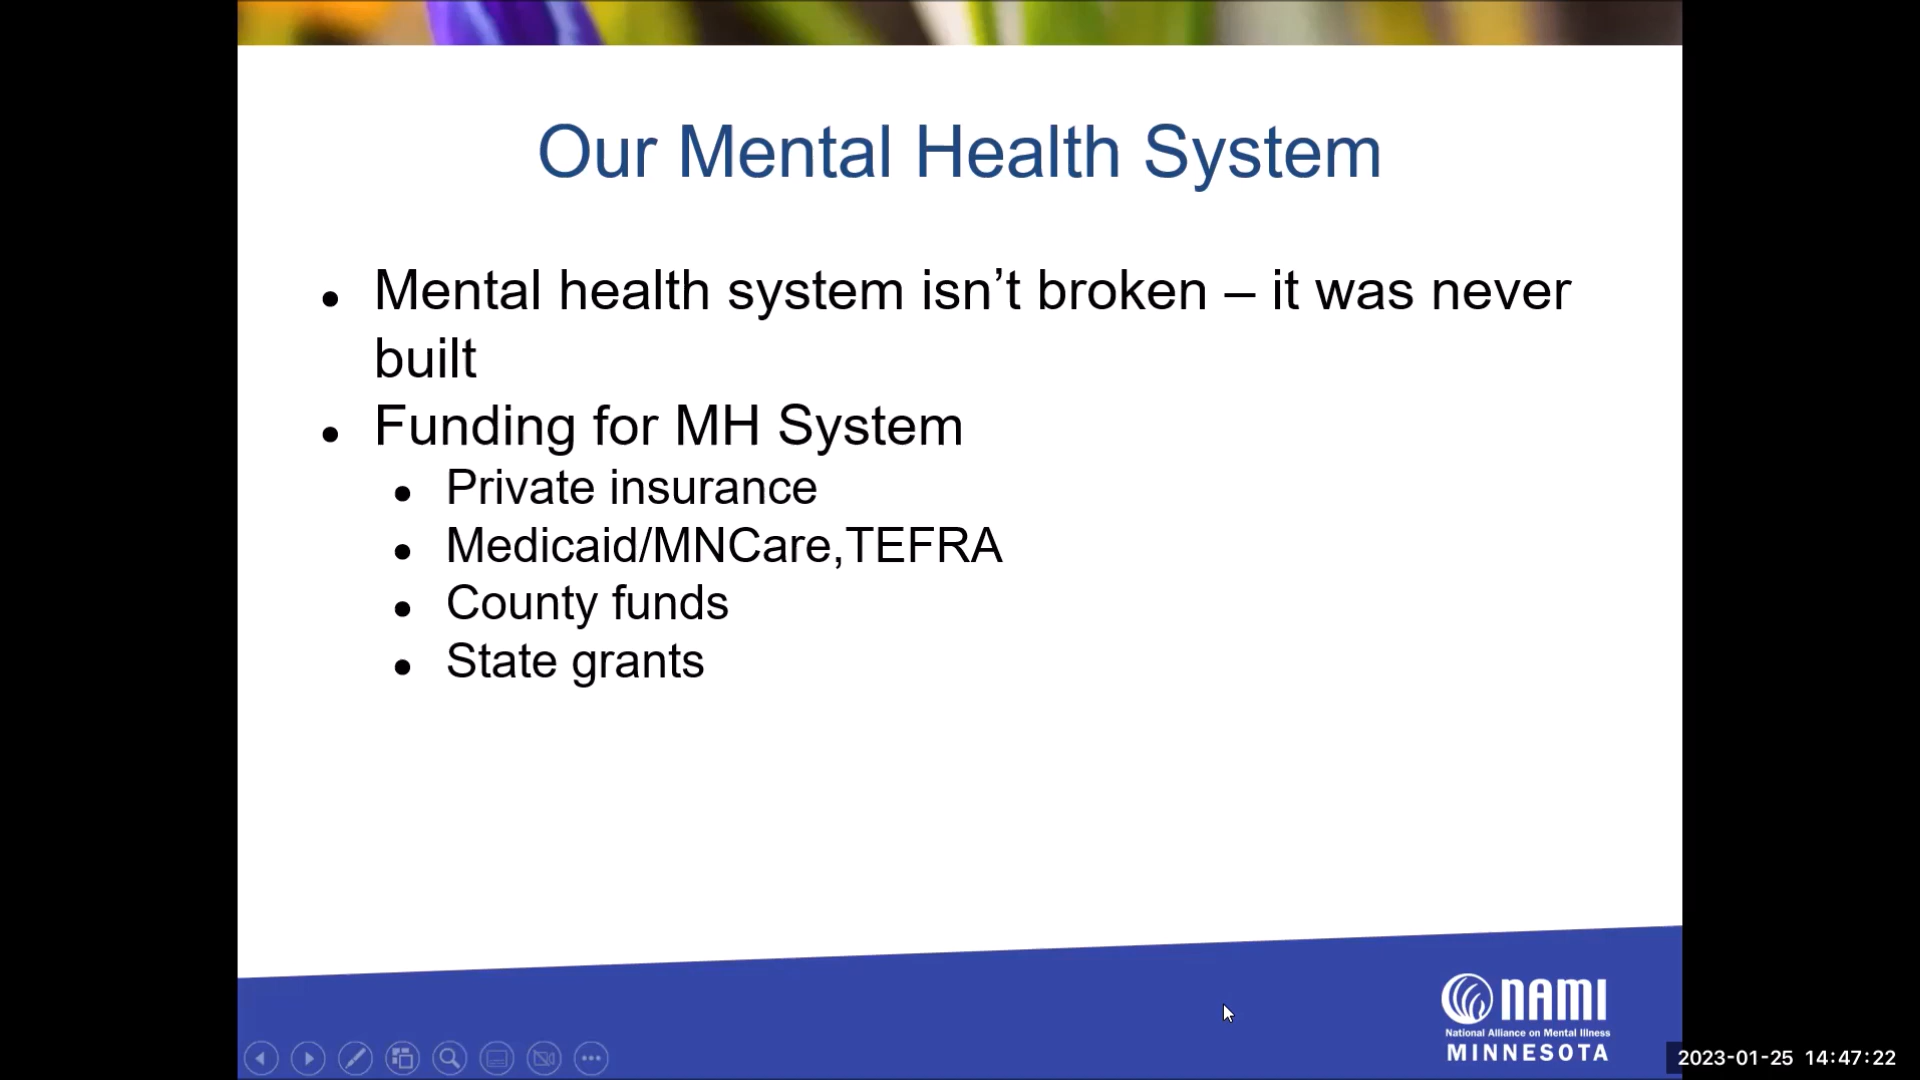 Our Mental Health System
• Mental health system isn’t broken – it was never
built
• Funding for MH System
• Private insurance
• Medicaid/MNCare,TEFRA
• County funds
• State grants
NAMI
National Alliance on Mental Illness
MINNESOTA
2023-01-25 14:47:22